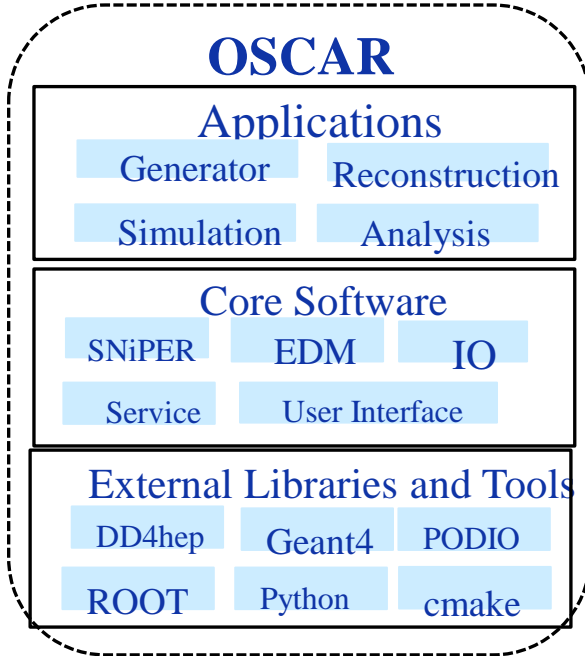 OSCAR
Applications
Generator Reconstruction
Simulation Analysis
Core Software
SNiPER EDM IO
Service User Interface
External Libraries and Tools
DD4hep Geant4 PODIO
ROOT Python cmake